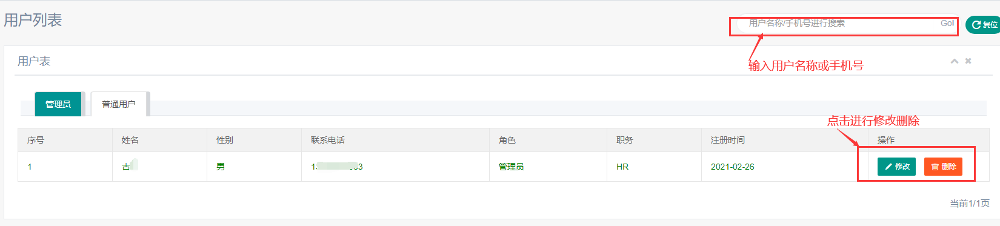 用户列表
用户名称/手机号进行搜索 Go!
复位
用户表
输入用户名称或手机号
管理员 普通用户
点击进行修改删除
序号 姓名 性别 联系电话 角色 职务 注册时间 操作
1 古 男 管理员 HR 2021-02-26 修改 删除
当前1/1页